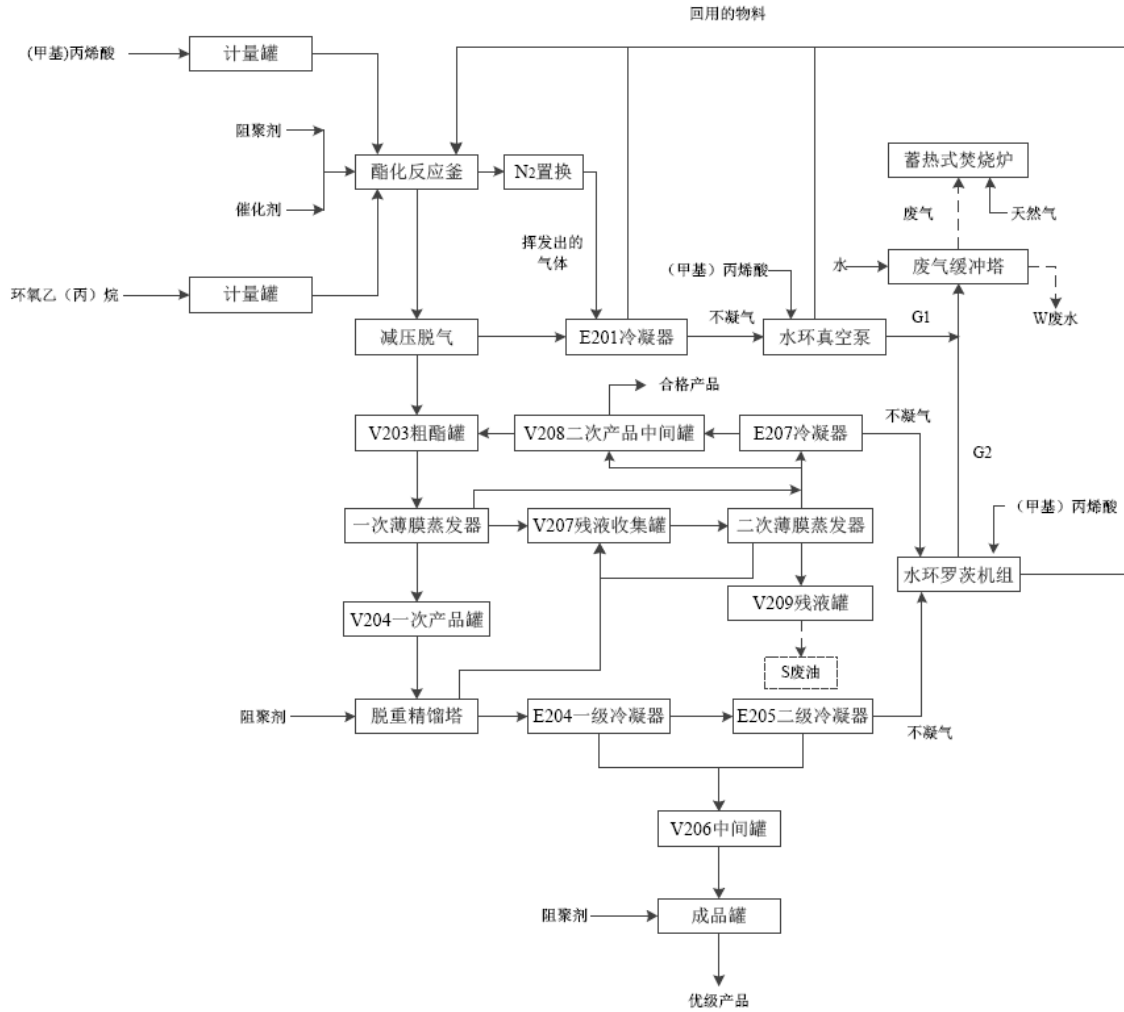 回用的物料
(甲基)丙烯酸
计量罐
阻聚剂
酯化反应釜
N2置换
蓄热式焚烧炉
催化剂
废气
天然气
挥发出的
气体
(甲基）丙烯酸
水
废气缓冲塔
环氧乙（丙）烷
计量罐
不凝气
G1
W废水
减压脱气
E201冷凝器
水环真空泵
合格产品
不凝气
V203粗酯罐
V208二次产品中间罐
E207冷凝器
G2
（甲基）丙烯酸
一次薄膜蒸发器
V207残液收集罐
二次薄膜蒸发器
水环罗茨机组
V209残液罐
V204一次产品罐
S废油
阻聚剂
脱重精馏塔
E204一级冷凝器
E205二级冷凝器
不凝气
V206中间罐
阻聚剂
成品罐
优级产品